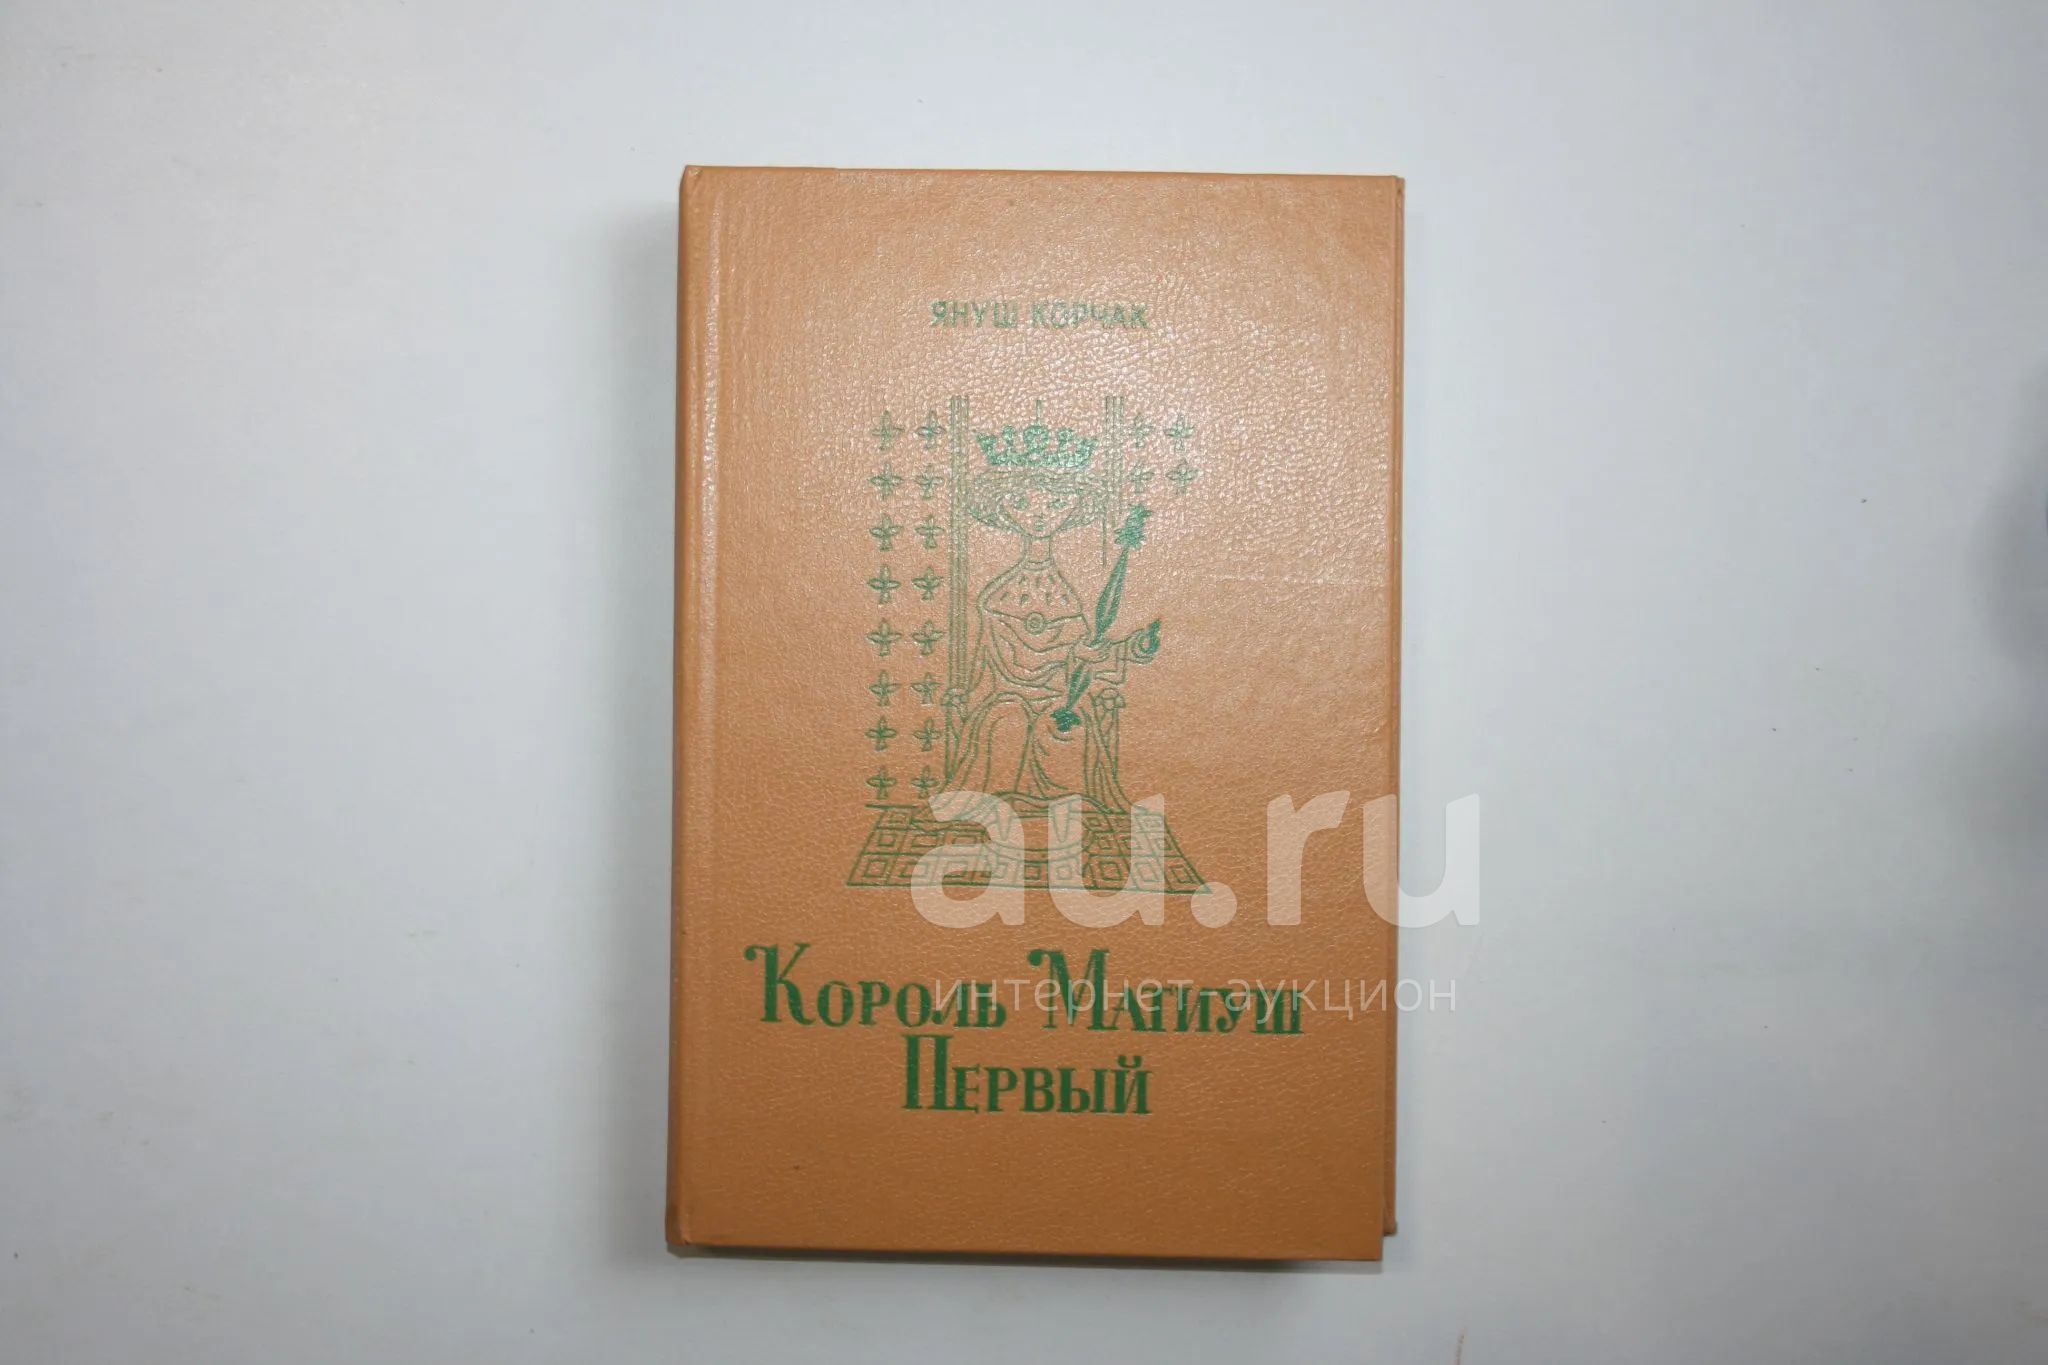 ЯНУШ КОРЧАК
au.ru
интернет-аукцион
Король Матиуш
Первый